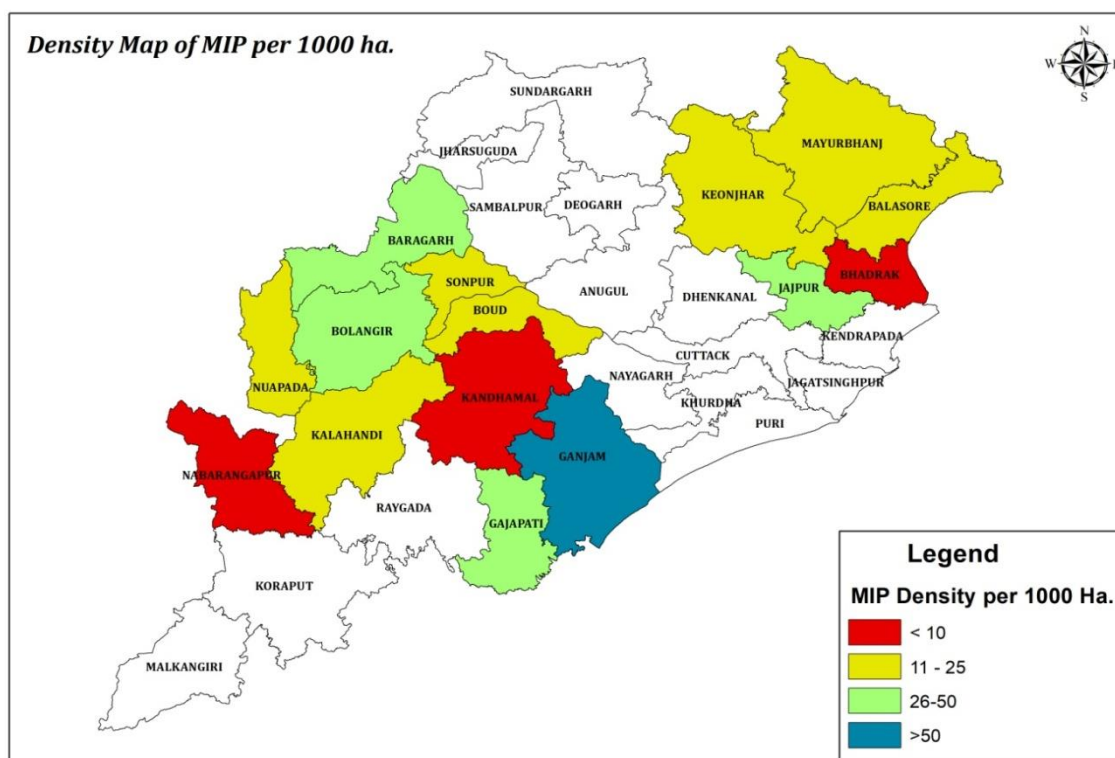 Density Map of MIP per 1000 ha.
N
W
E
S
SUNDARGARH
JHARSUGUDA
SAMBALPUR
DEOGARH
BARAGARH
KEONJHAR
MAYURBHANJ
BALASORE
BHADRAK
JAJPUR
SONPUR
BOUD
ANUGUL
DHENKANAL
KENDRAPADA
BOLANGIR
CUTTACK
NAYAGARH
JAGATSINGHPUR
NUAPADA
KANDHAMAL
KHURDHA
PURI
KALAHANDI
GANJAM
NABARANGAPUR
RAYGADA
GAJAPATI
KORAPUT
MALKANGIRI
Legend
MIP Density per 1000 Ha.
< 10
11 - 25
26-50
>50